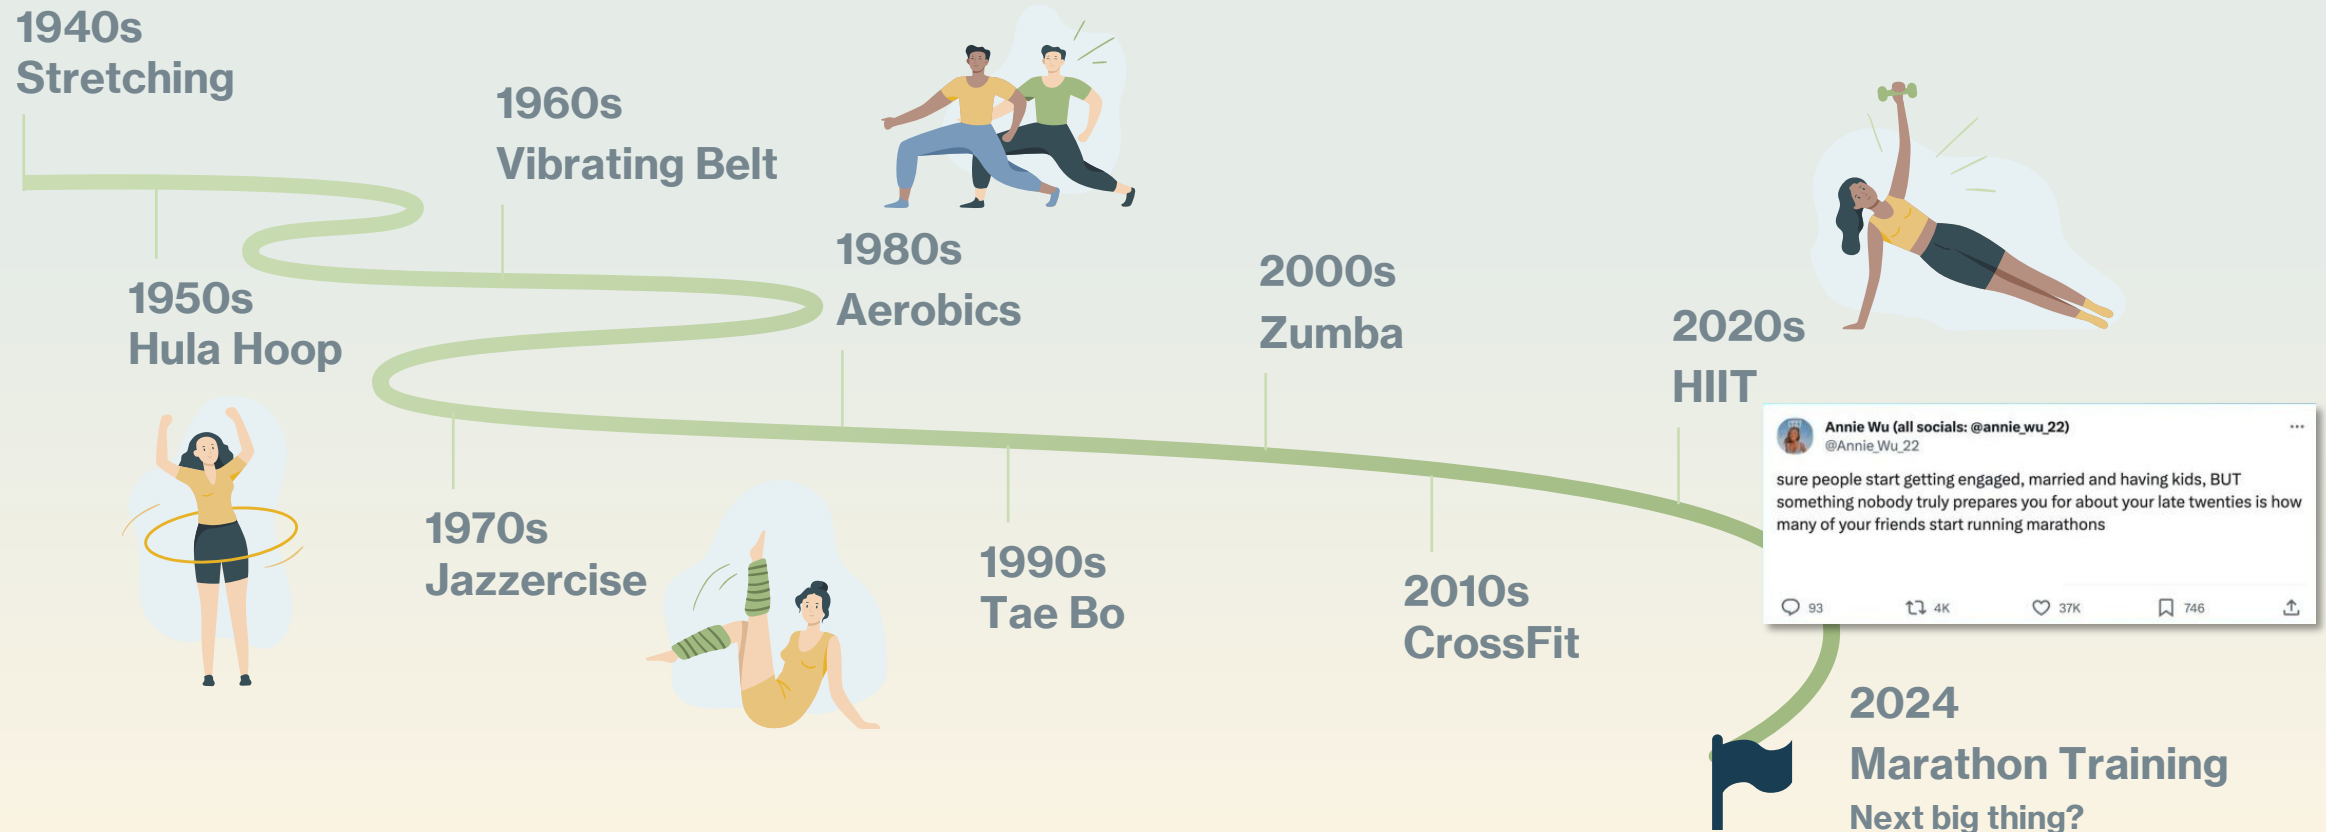 1940s
Stretching
1950s
Hula Hoop
1960s
Vibrating Belt
1970s
Jazzercise
1980s
Aerobics
1990s
Tae Bo
2000s
Zumba
2010s
CrossFit
2020s
HIIT
Annie Wu (all socials: @annie_wu_22)
@Annie_Wu_22
sure people start getting engaged, married and having kids, BUT
something nobody truly prepares you for about your late twenties is how
many of your friends start running marathons
93 4K 37K 746
2024
Marathon Training
Next big thing?